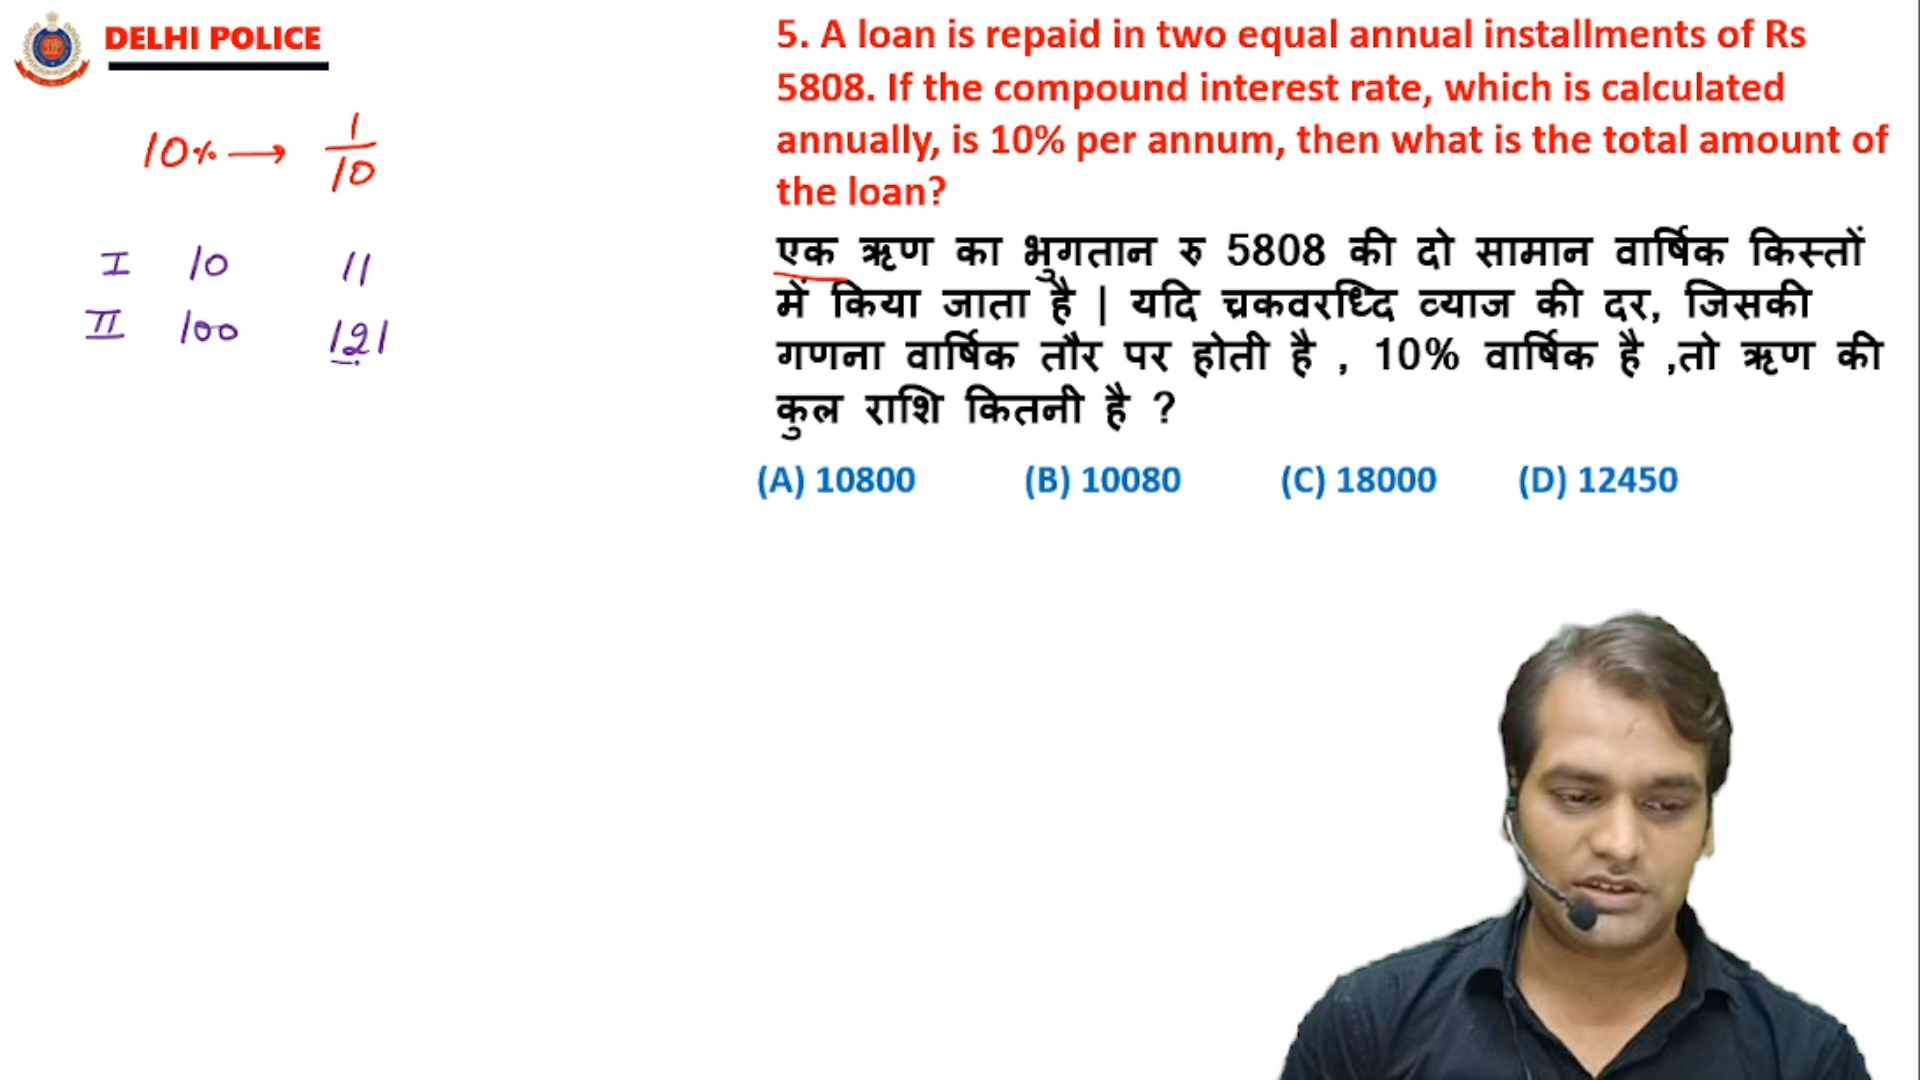 DELHI POLICE
10% → 1/10
I 10 11
II 100 121
5. A loan is repaid in two equal annual installments of Rs
5808. If the compound interest rate, which is calculated
annually, is 10% per annum, then what is the total amount of
the loan?
एक ऋण का भुगतान रु 5808 की दो सामान वार्षिक किस्तों
में किया जाता है | यदि च्रकवरध्दि व्याज की दर, जिसकी
गणना वार्षिक तौर पर होती है , 10% वार्षिक है ,तो ऋण की
कुल राशि कितनी है ?
(A) 10800 (B) 10080 (C) 18000 (D) 12450